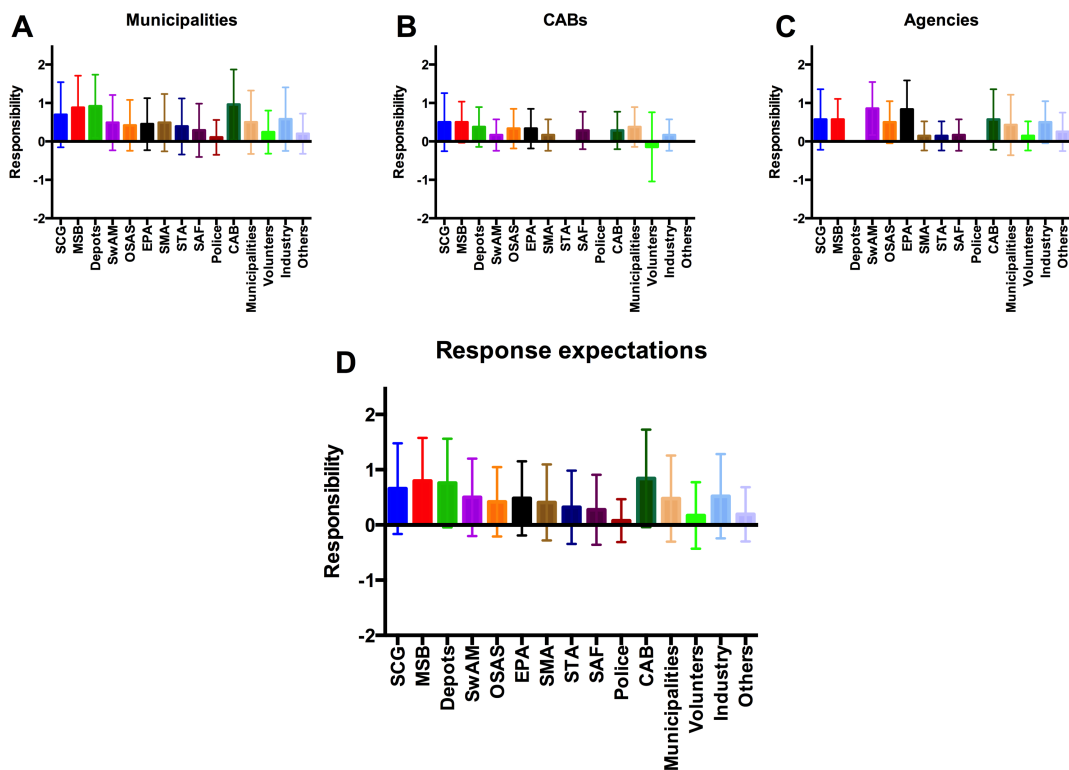 A
Municipalities
Responsibility
2
1
0
-1
-2
SCG
MSB
Depots
SwAM
OSAS
EPA
SMA
STA
SAF
Police
CAB
Municipalities
Volunters
Industry
Others
B
CABs
Responsibility
2
1
0
-1
-2
SCG
MSB
Depots
SwAM
OSAS
EPA
SMA
STA
SAF
Police
CAB
Municipalities
Volunters
Industry
Others
C
Agencies
Responsibility
2
1
0
-1
-2
SCG
MSB
Depots
SwAM
OSAS
EPA
SMA
STA
SAF
Police
CAB
Municipalities
Volunters
Industry
Others
D
Response expectations
Responsibility
2
1
0
-1
-2
SCG
MSB
Depots
SwAM
OSAS
EPA
SMA
STA
SAF
Police
CAB
Municipalities
Volunters
Industry
Others